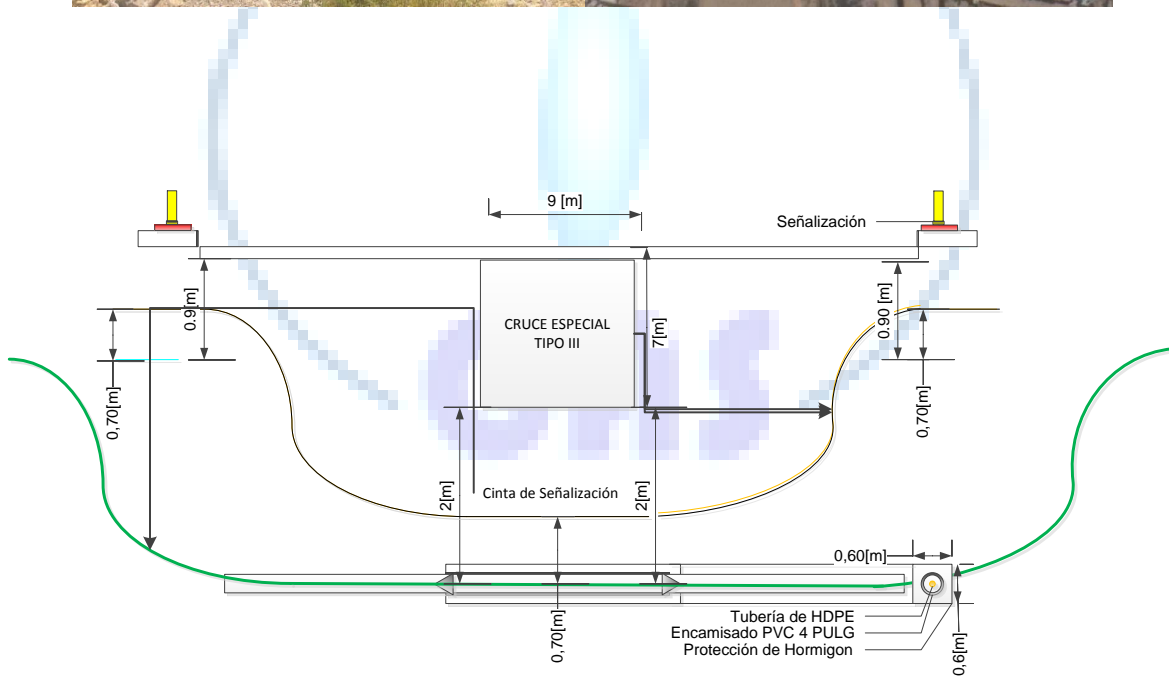 9 [m]
Señalización
0.9[m]
CRUCE ESPECIAL
TIPO III
7[m]
0.90 [m]
0,70[m]
0,70[m]
2[m]
Cinta de Señalización
2[m]
0,60[m]
0,70[m]
Tubería de HDPE
Encamisado PVC 4 PULG
Protección de Hormigon
0,6[m]
GAS